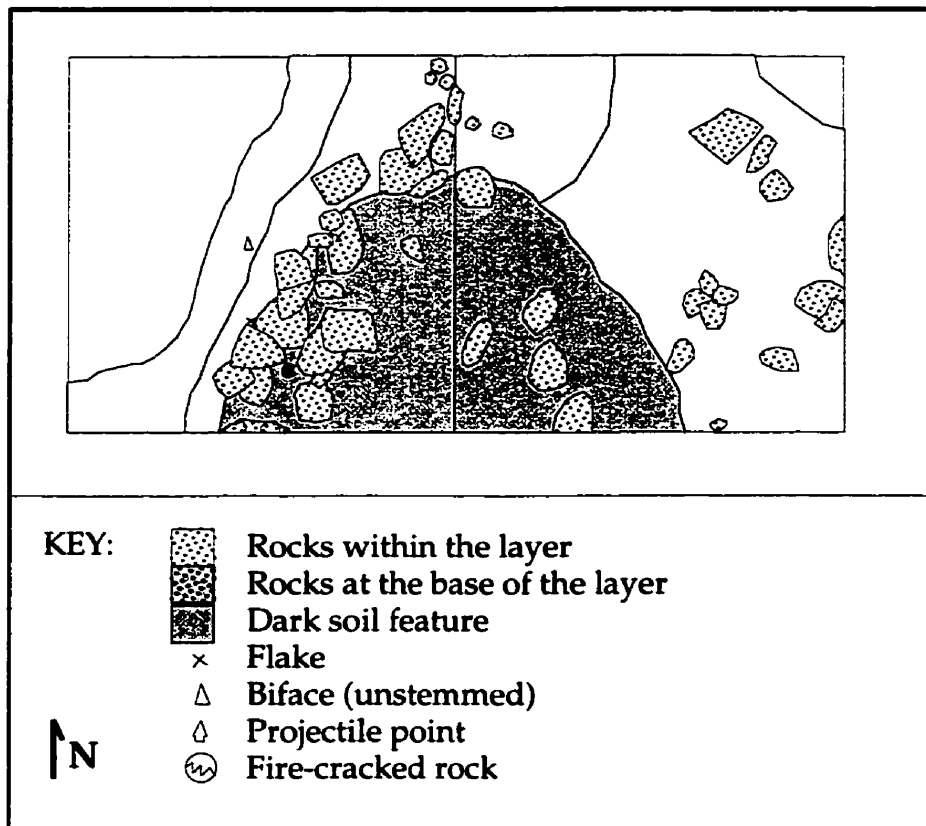 KEY:
Rocks within the layer
Rocks at the base of the layer
Dark soil feature
Flake
Biface (unstemmed)
Projectile point
Fire-cracked rock
N